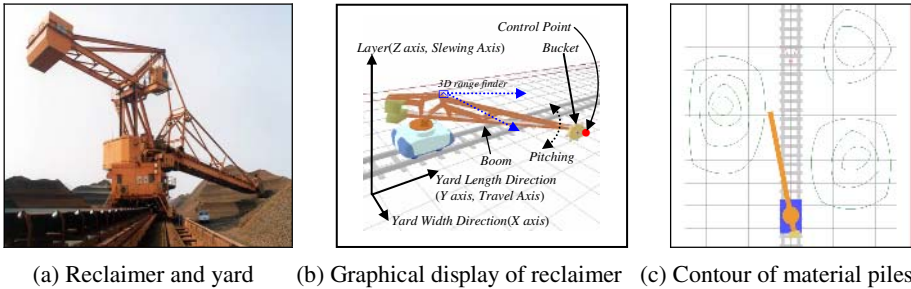 Control Point
Layer(Z axis, Slewing Axis)
Bucket
3D range finder
Boom
Pitching
Yard Length Direction
(Y axis, Travel Axis)
Yard Width Direction(X axis)
(a) Reclaimer and yard
(b) Graphical display of reclaimer
(c) Contour of material piles